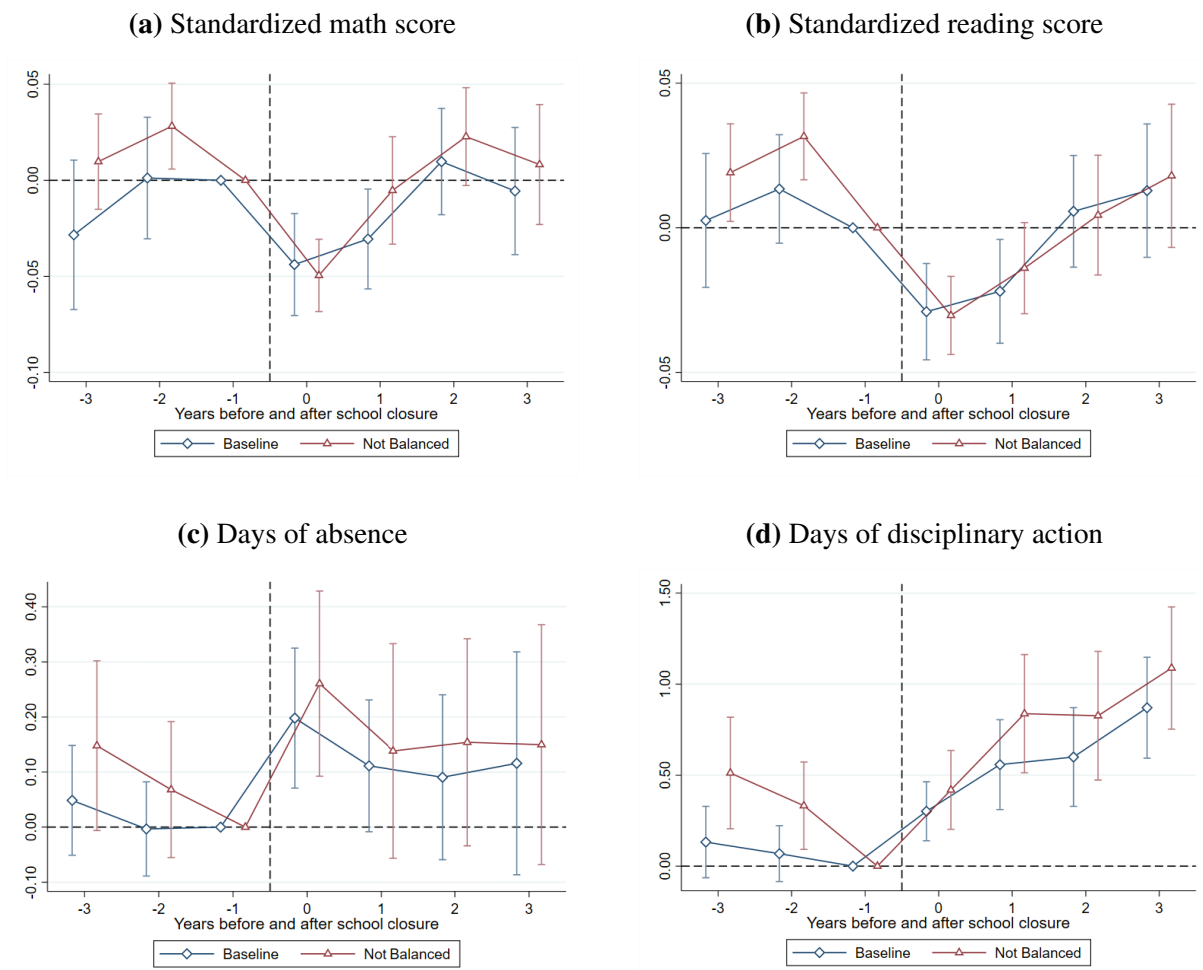 (a) Standardized math score
0.05
0.00
-0.05
-0.10
-3 -2 -1 0 1 2 3
Years before and after school closure
Baseline Not Balanced
(b) Standardized reading score
0.05
0.00
-0.05
-3 -2 -1 0 1 2 3
Years before and after school closure
Baseline Not Balanced
(c) Days of absence
0.40
0.30
0.20
0.10
0.00
-0.10
-3 -2 -1 0 1 2 3
Years before and after school closure
Baseline Not Balanced
(d) Days of disciplinary action
1.50
1.00
0.50
0.00
-3 -2 -1 0 1 2 3
Years before and after school closure
Baseline Not Balanced